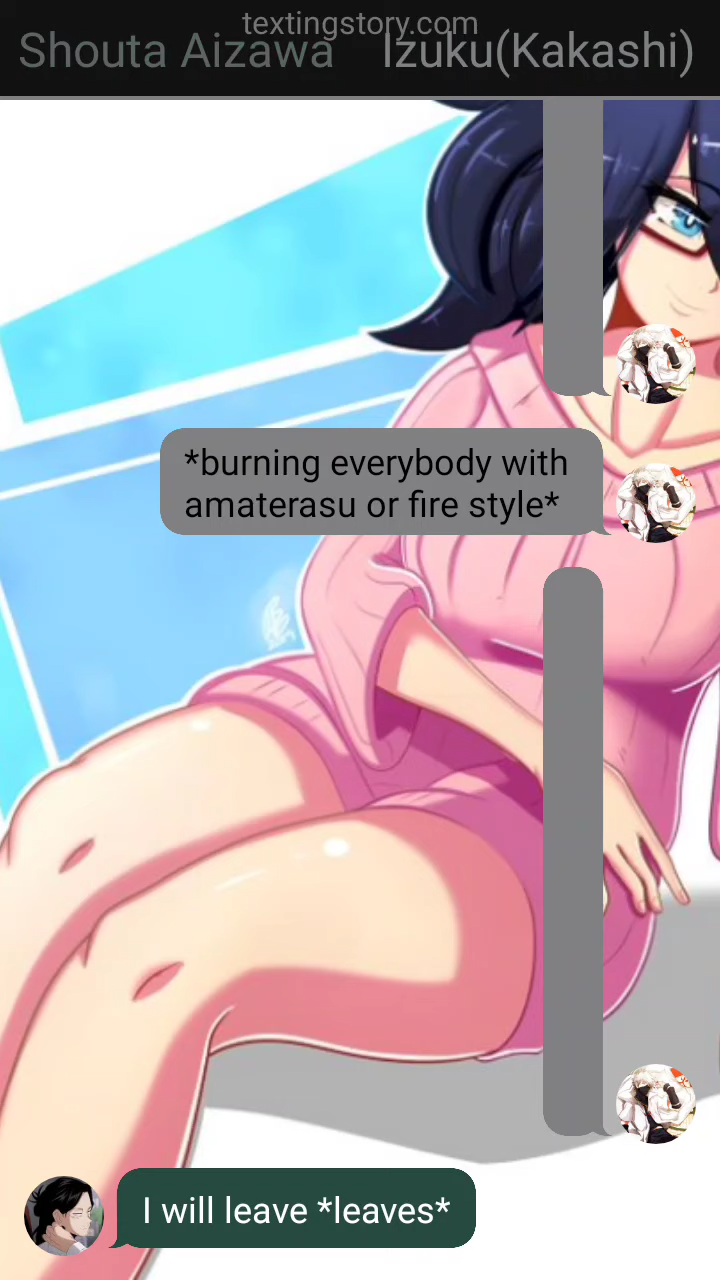 textingstory.com
Shouta Aizawa Izuku(Kakashi)
*burning everybody with
amaterasu or fire style*
I will leave *leaves*